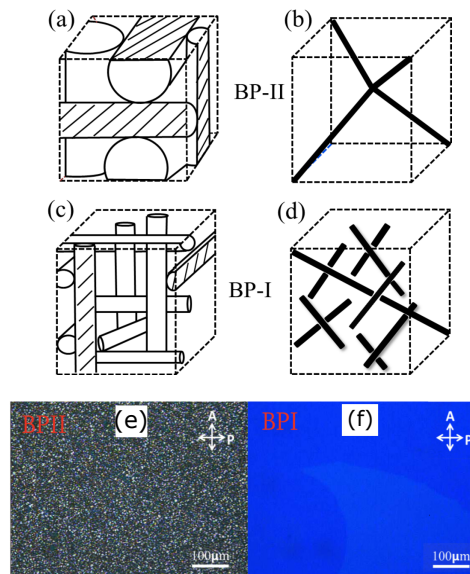 (a)
(b)
BP-II
(c)
(d)
BP-I
BPII
(e)
A
P
100µm
BPI
(f)
A
P
100µm